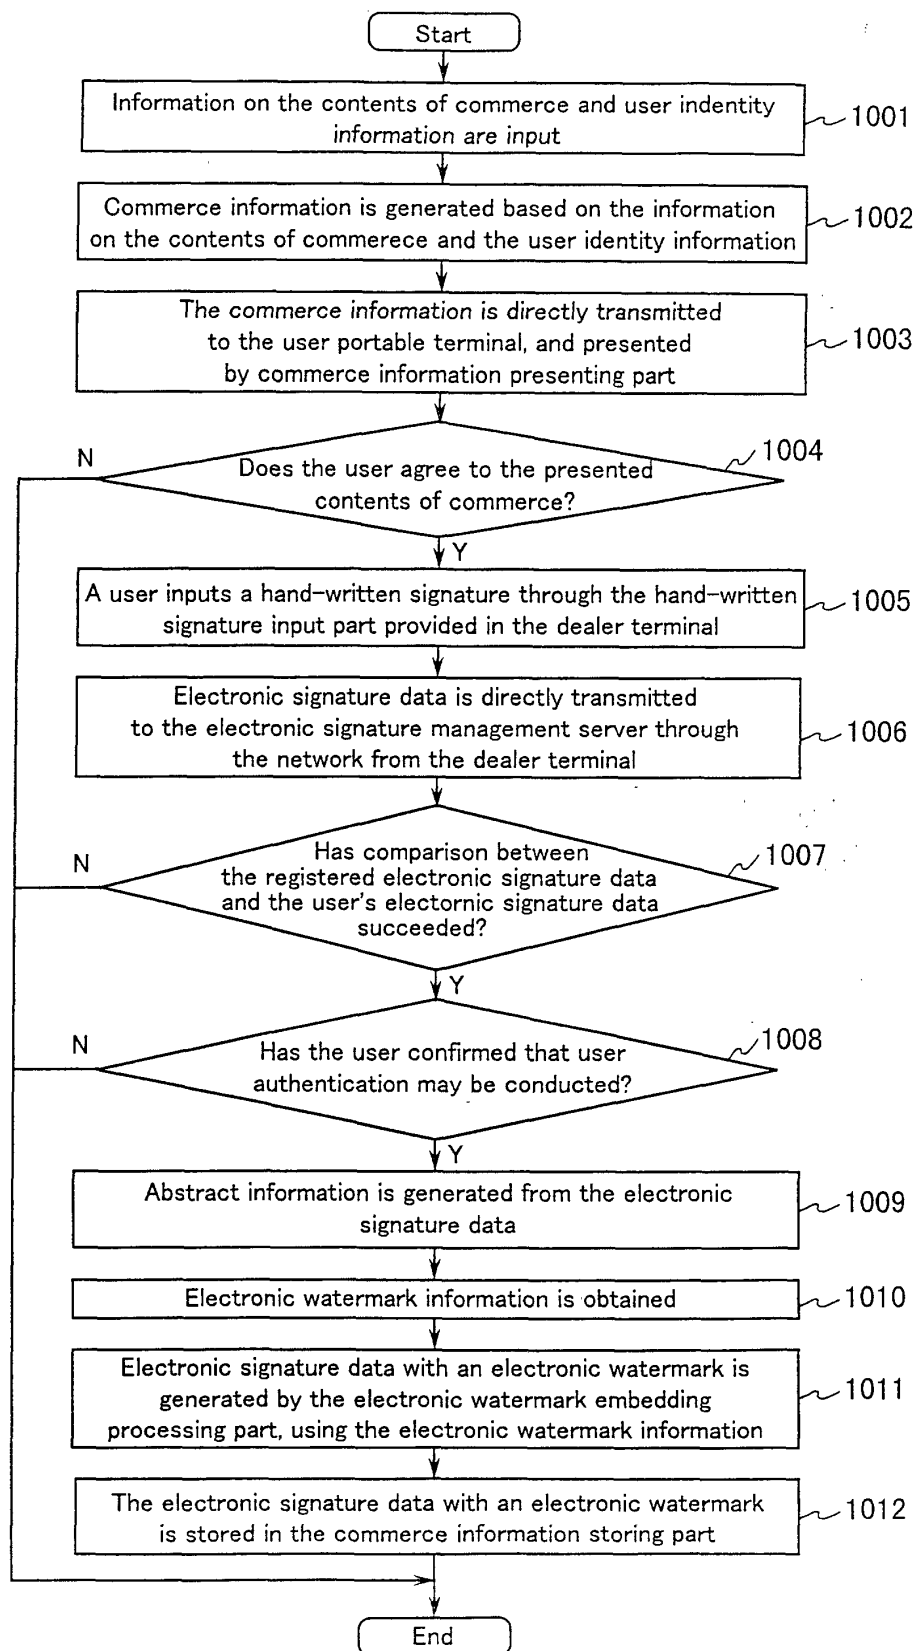 Start
Information on the contents of commerce and user indentity
information are input
1001
Commerce information is generated based on the information
on the contents of commerece and the user identity information
1002
The commerce information is directly transmitted
to the user portable terminal, and presented
by commerce information presenting part
1003
N
1004
Does the user agree to the presented
contents of commerce?
Y
A user inputs a hand-written signature through the hand-written
signature input part provided in the dealer terminal
1005
Electronic signature data is directly transmitted
to the electronic signature management server through
the network from the dealer terminal
1006
N
1007
Has comparison between
the registered electronic signature data
and the user's electornic signature data
succeeded?
Y
N
1008
Has the user confirmed that user
authentication may be conducted?
Y
Abstract information is generated from the electronic
signature data
1009
Electronic watermark information is obtained
1010
Electronic signature data with an electronic watermark is
generated by the electronic watermark embedding
processing part, using the electronic watermark information
1011
The electronic signature data with an electronic watermark
is stored in the commerce information storing part
1012
End